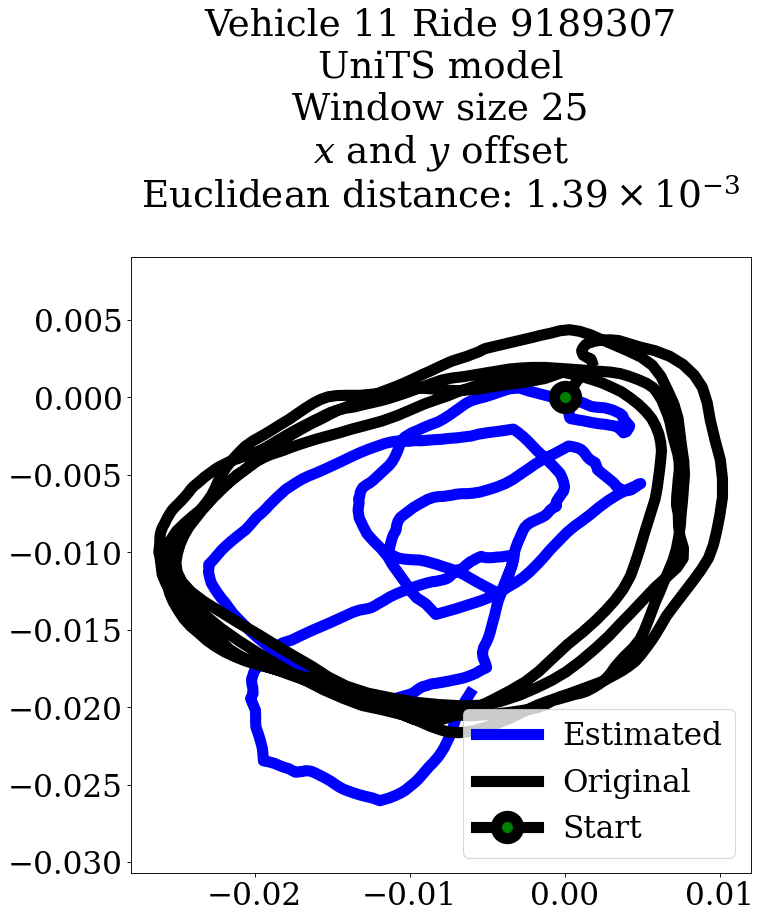 Vehicle 11 Ride 9189307
UniTS model
Window size 25
x and y offset
Euclidean distance: 1.39 × 10⁻³
0.005
0.000
−0.005
−0.010
−0.015
−0.020
−0.025
−0.030
Estimated
Original
Start
−0.02 −0.01 0.00 0.01